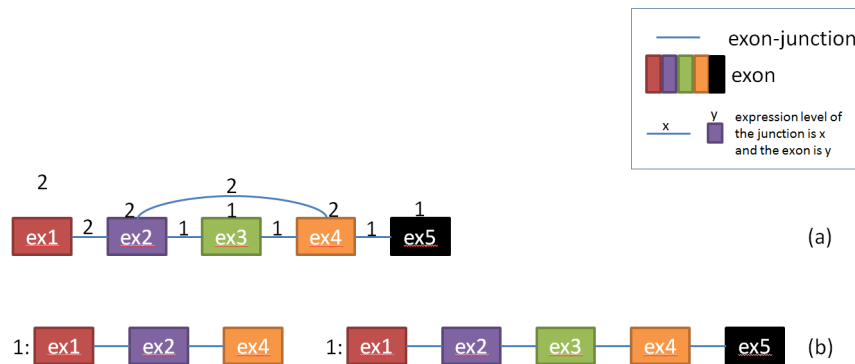 exon-junction
exon
x y expression level of
the junction is x
and the exon is y
2
2
2 1 2 1
ex1 2 ex2 1 ex3 1 ex4 1 ex5 (a)
1: ex1 ex2 ex4 1: ex1 ex2 ex3 ex4 ex5 (b)